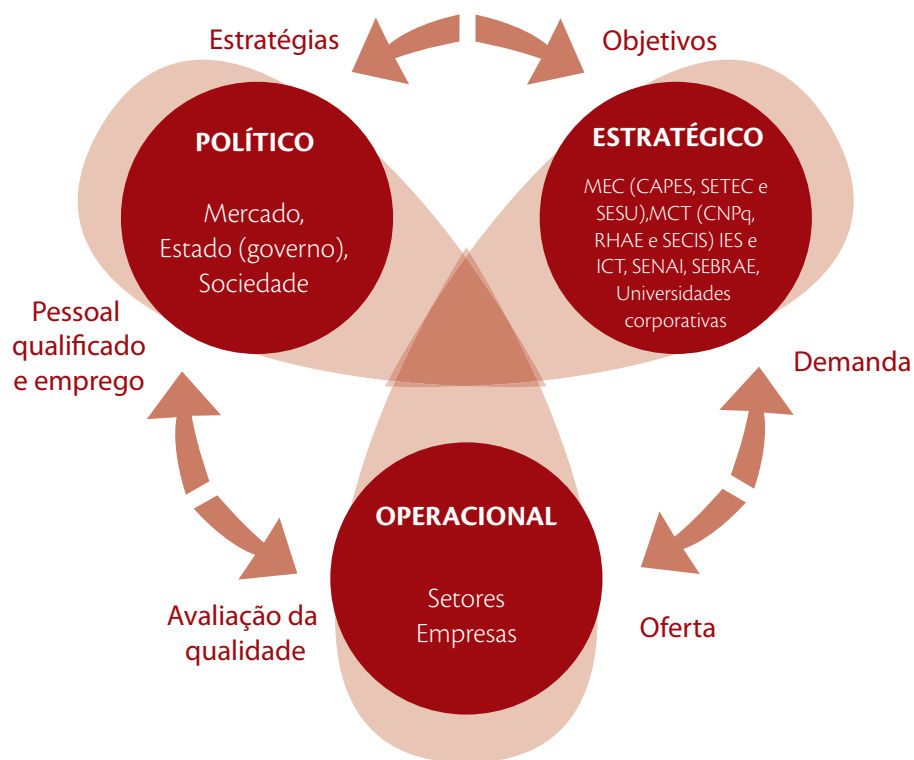 Estratégias
Objetivos
POLÍTICO
Mercado,
Estado (governo),
Sociedade
ESTRATÉGICO
MEC (CAPES, SETEC e
SESU),MCT (CNPq,
RHAE e SECIS) IES e
ICT, SENAI, SEBRAE,
Universidades
corporativas
Pessoal
qualificado
e emprego
Demanda
OPERACIONAL
Setores
Empresas
Avaliação da
qualidade
Oferta